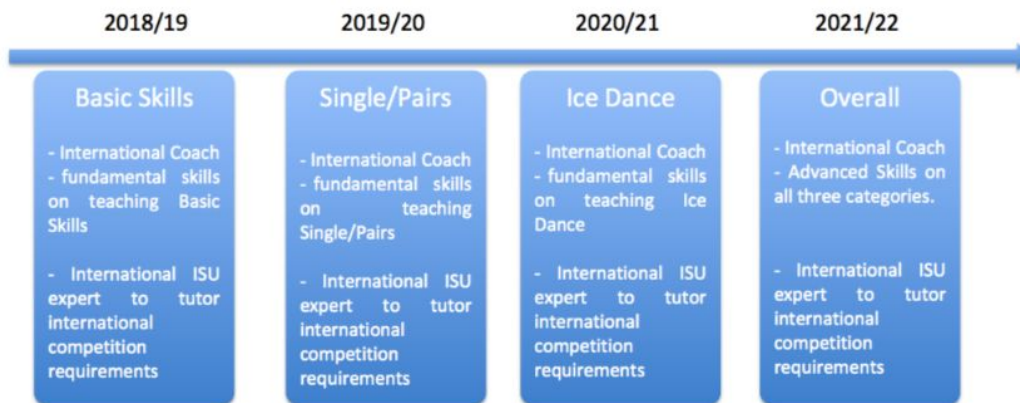 2018/19
2019/20
2020/21
2021/22
Basic Skills
- International Coach
- fundamental skills
on teaching Basic
Skills
- International ISU
expert to tutor
international
competition
requirements
Single/Pairs
- International Coach
- fundamental skills
on teaching
Single/Pairs
- International ISU
expert to tutor
international
competition
requirements
Ice Dance
- International Coach
- fundamental skills
on teaching Ice
Dance
- International ISU
expert to tutor
international
competition
requirements
Overall
- International Coach
- Advanced Skills on
all three categories.
- International ISU
expert to tutor
international
competition
requirements